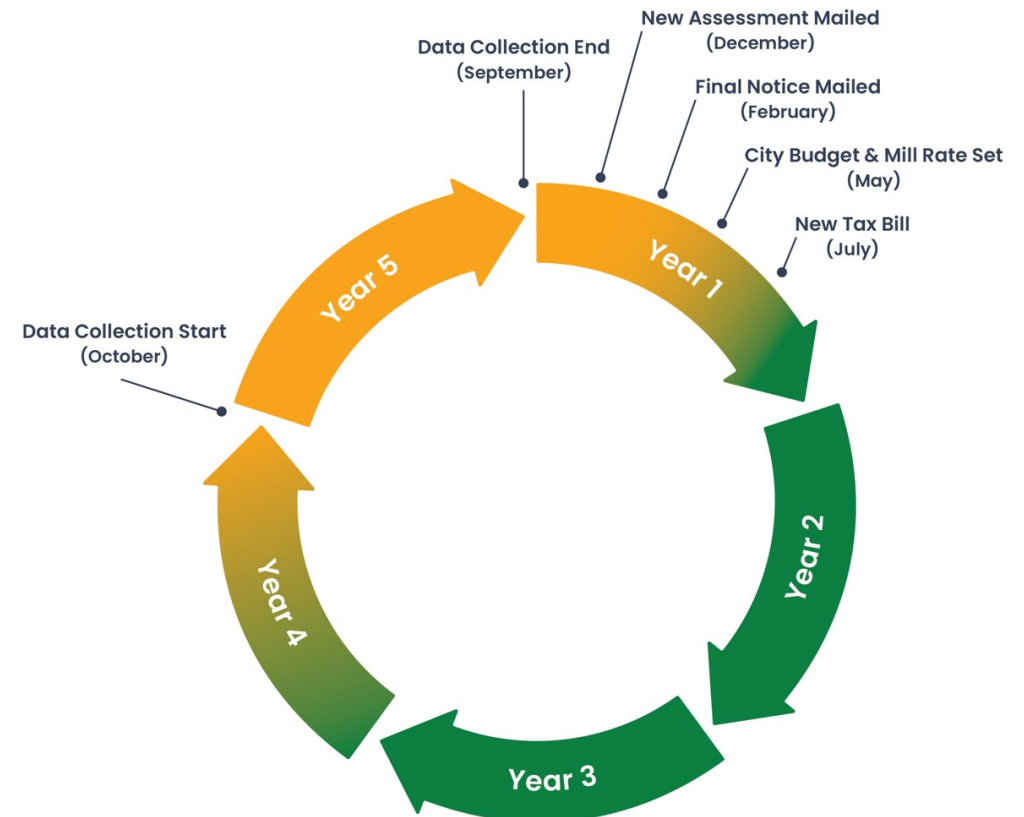 New Assessment Mailed
(December)
Data Collection End
(September)
Final Notice Mailed
(February)
City Budget & Mill Rate Set
(May)
New Tax Bill
(July)
Year 1
Year 5
Data Collection Start
(October)
Year 2
Year 4
Year 3